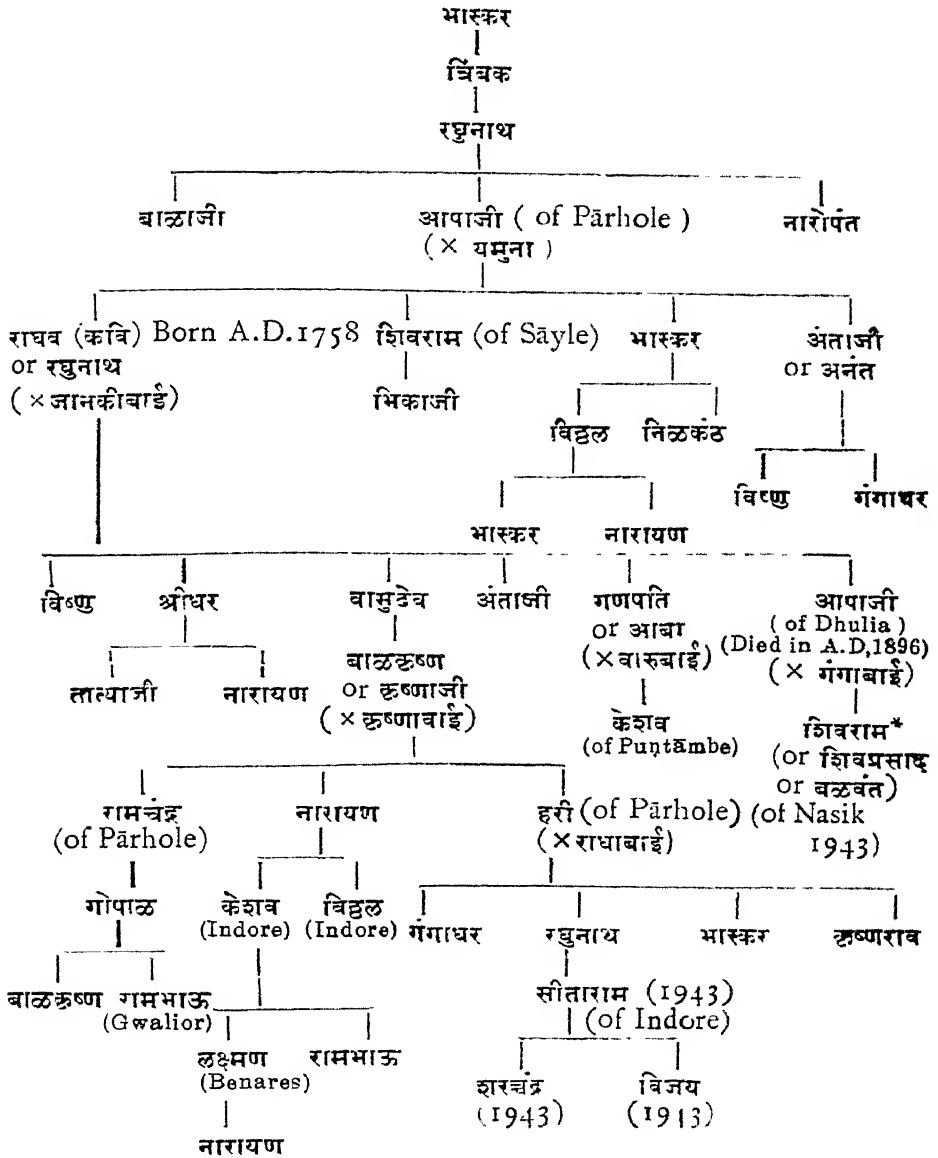 भास्कर
त्रिंबक
रघुनाथ
बाळाजी आपाजी ( of Pārhole ) नारोपंत
( × यमुना )
राघव (कवि) Born A.D.1758 शिवराम (of Sāyle) भास्कर अंताजी
or रघुनाथ or अनंत
( ×जानकीबाई) भिकाजी
विठ्ठल निळकंठ
विष्णु गंगाधर
भास्कर नारायण
विष्णु श्रीधर वासुदेव अंताजी गणपति आपाजी
or आबा ( of Dhulia )
(×वारुबाई) (Died in A.D,1896)
बाळकृष्ण ( × गंगाबाई)
तात्याजी नारायण or कृष्णाजी
( × कृष्णाबाई) केशव शिवराम*
(of Puṇtāmbe) (or शिवप्रसाद
or बळवंत)
रामचंद्र नारायण हरी (of Pārhole) (of Nasik
(of Pārhole) (×राधाबाई) 1943)
गोपाळ केशव विठ्ठल गंगाधर रघुनाथ भास्कर कृष्णराव
(Indore) (Indore)
बाळकृष्ण रामभाऊ सीताराम (1943)
(Gwalior) (of Indore)
लक्ष्मण रामभाऊ
(Benares) शरच्चंद्र विजय
(1943) (1943)
नारायण